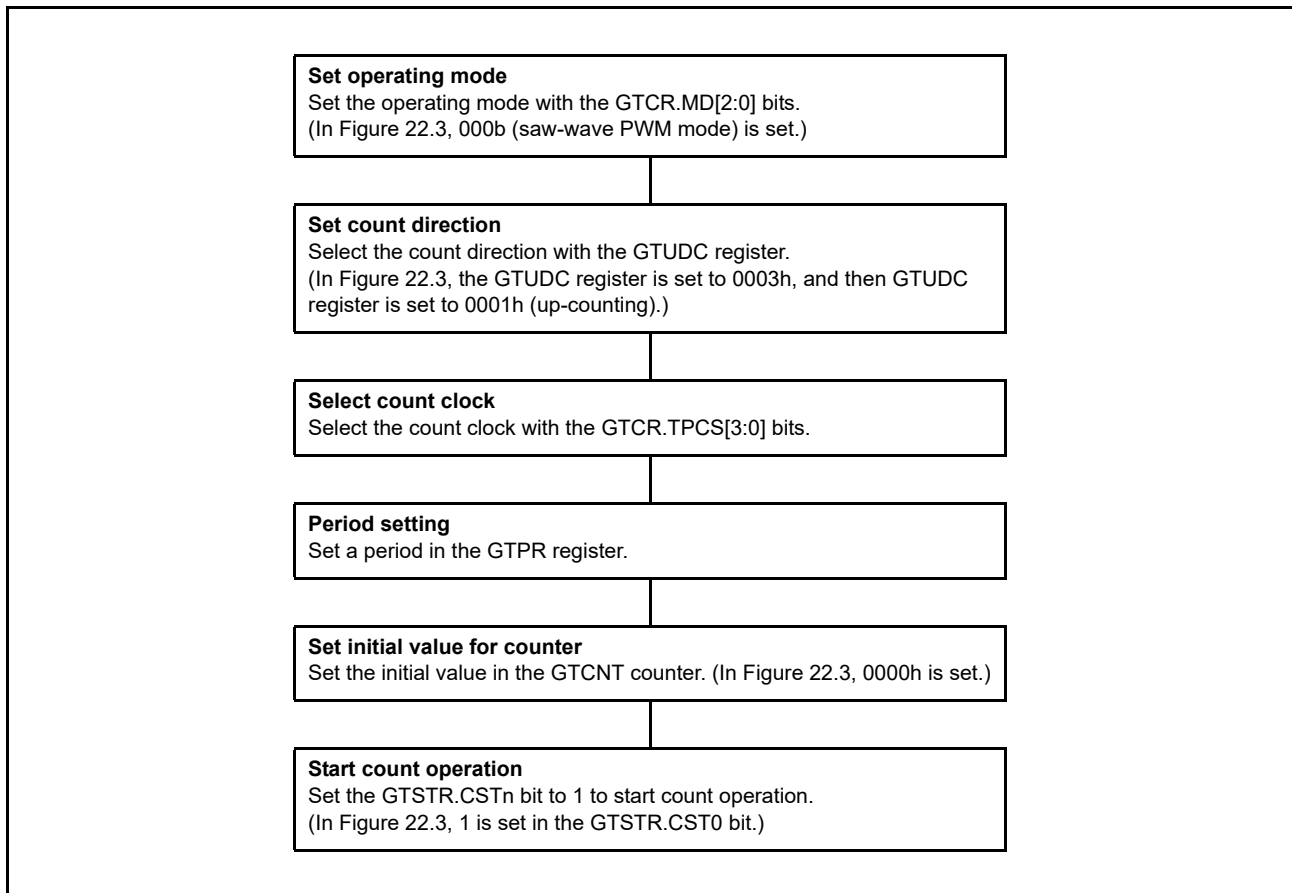 Set operating mode
Set the operating mode with the GTCR.MD[2:0] bits.
(In Figure 22.3, 000b (saw-wave PWM mode) is set.)
Set count direction
Select the count direction with the GTUDC register.
(In Figure 22.3, the GTUDC register is set to 0003h, and then GTUDC
register is set to 0001h (up-counting).)
Select count clock
Select the count clock with the GTCR.TPCS[3:0] bits.
Period setting
Set a period in the GTPR register.
Set initial value for counter
Set the initial value in the GTCNT counter. (In Figure 22.3, 0000h is set.)
Start count operation
Set the GTSTR.CSTn bit to 1 to start count operation.
(In Figure 22.3, 1 is set in the GTSTR.CST0 bit.)